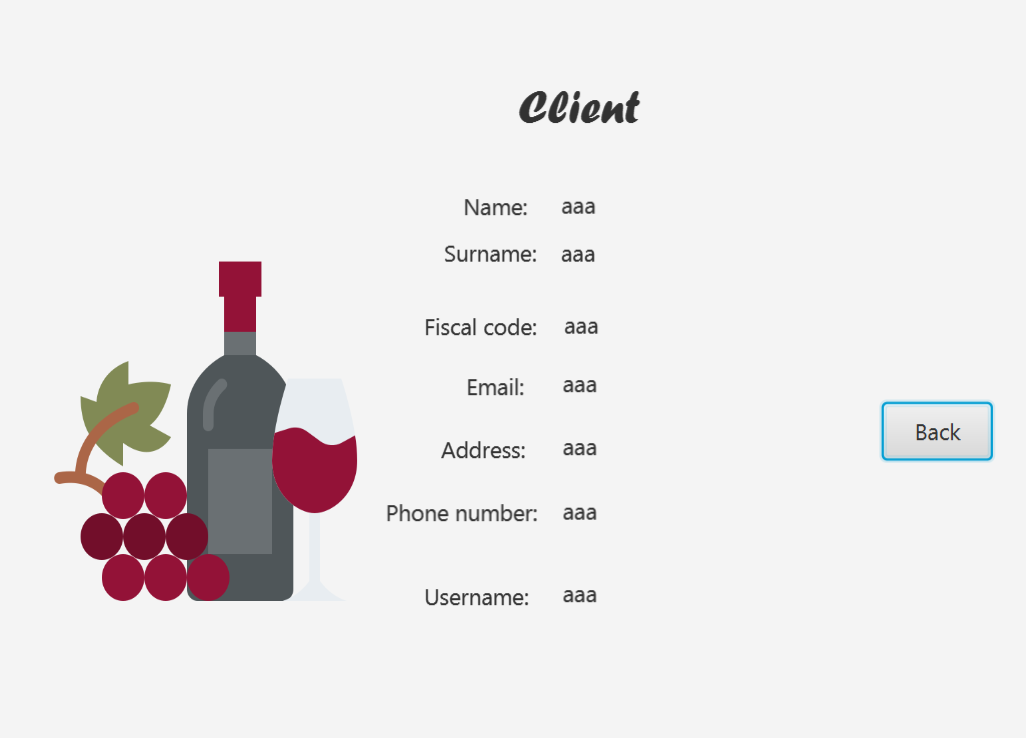 Client
Name: aaa
Surname: aaa
Fiscal code: aaa
Email: aaa
Back
Address: aaa
Phone number: aaa
Username: aaa